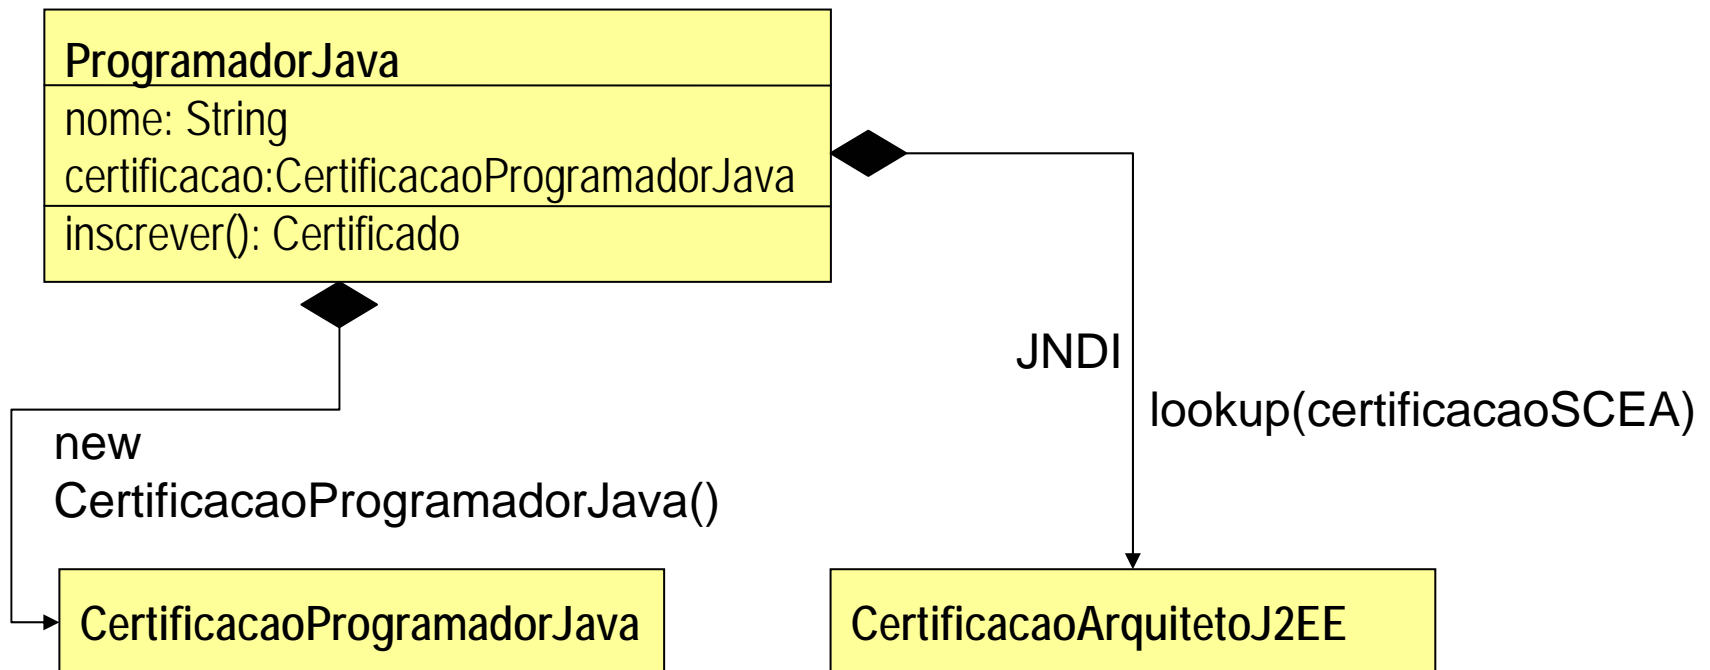 ProgramadorJava
nome: String
certificacao:CertificacaoProgramadorJava
inscrever(): Certificado
JNDI
lookup(certificacaoSCEA)
new
CertificacaoProgramadorJava()
CertificacaoProgramadorJava
CertificacaoArquitetoJ2EE